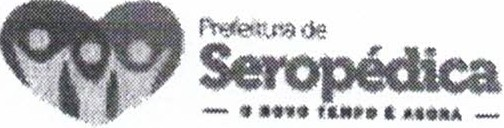 Prefeitura de
Seropédica
O NOVO TEMPO É AGORA